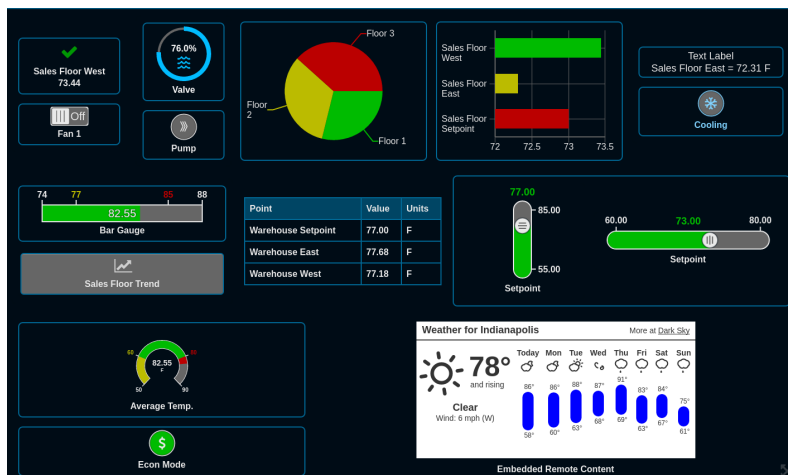 Sales Floor West
73.44
Off
Fan 1
76.0%
Valve
Pump
Floor 3
Floor
2
Floor 1
Sales Floor
West
Sales Floor
East
Sales Floor
Setpoint
72 72.5 73 73.5
Text Label
Sales Floor East = 72.31 F
Cooling
74 77 85 88
82.55
Bar Gauge
Sales Floor Trend
Point Value Units
Warehouse Setpoint 77.00 F
Warehouse East 77.68 F
Warehouse West 77.18 F
77.00
85.00
55.00
Setpoint
60.00 73.00 80.00
Setpoint
60
82.55
F
50 90
Average Temp.
$
Econ Mode
Weather for Indianapolis More at Dark Sky
78°
and rising
Clear
Wind: 6 mph (W)
Today Mon Tue Wed Thu Fri Sat Sun
86° 86° 88° 87° 91° 83° 84° 75°
58° 60° 63° 68° 69° 63° 67° 61°
Embedded Remote Content